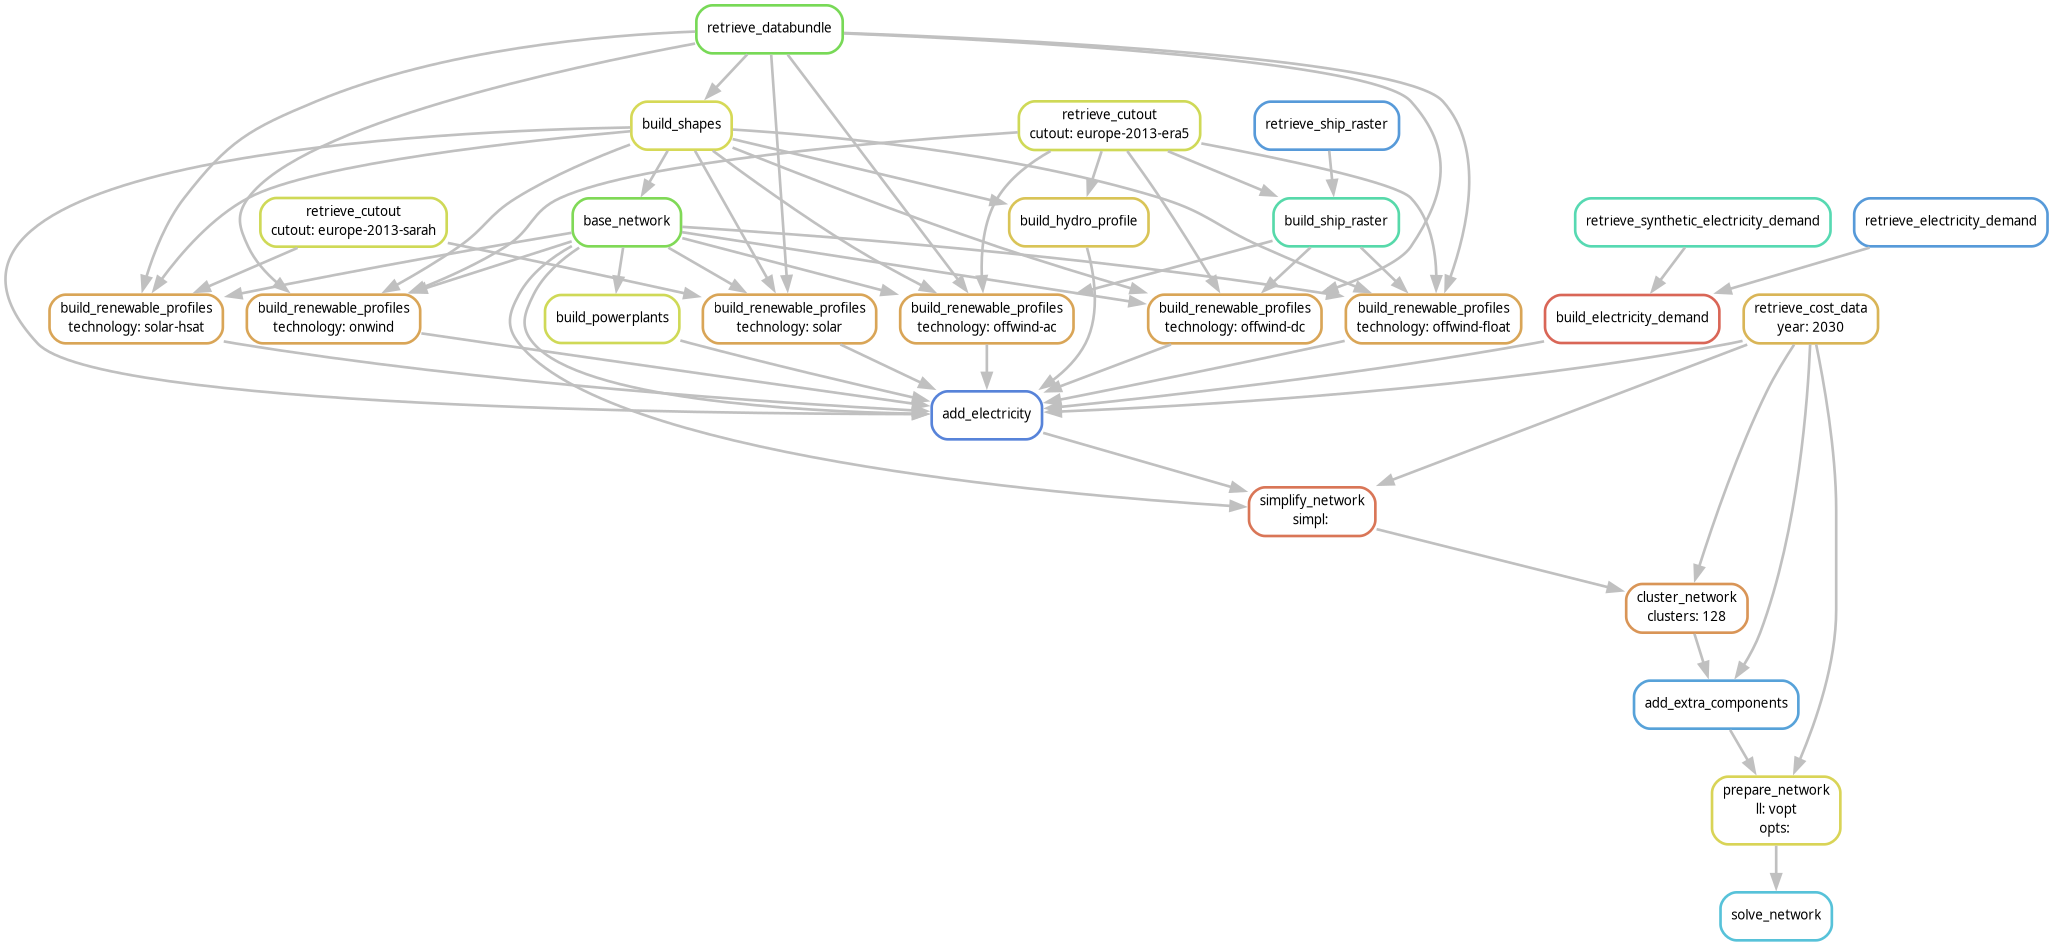 retrieve_databundle
build_shapes
retrieve_cutout
cutout: europe-2013-era5
retrieve_ship_raster
retrieve_cutout
cutout: europe-2013-sarah
base_network
build_hydro_profile
build_ship_raster
retrieve_synthetic_electricity_demand
retrieve_electricity_demand
build_renewable_profiles
technology: solar-hsat
build_renewable_profiles
technology: onwind
build_powerplants
build_renewable_profiles
technology: solar
build_renewable_profiles
technology: offwind-ac
build_renewable_profiles
technology: offwind-dc
build_renewable_profiles
technology: offwind-float
build_electricity_demand
retrieve_cost_data
year: 2030
add_electricity
simplify_network
simpl:
cluster_network
clusters: 128
add_extra_components
prepare_network
ll: vopt
opts:
solve_network